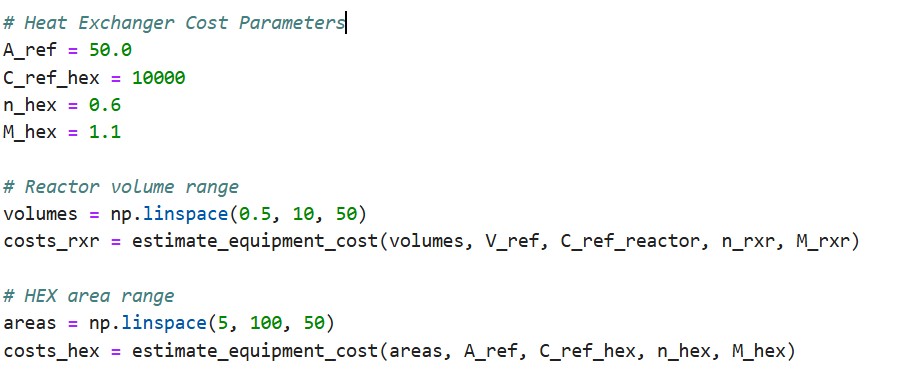 # Heat Exchanger Cost Parameters
A_ref = 50.0
C_ref_hex = 10000
n_hex = 0.6
M_hex = 1.1
# Reactor volume range
volumes = np.linspace(0.5, 10, 50)
costs_rxr = estimate_equipment_cost(volumes, V_ref, C_ref_reactor, n_rxr, M_rxr)
# HEX area range
areas = np.linspace(5, 100, 50)
costs_hex = estimate_equipment_cost(areas, A_ref, C_ref_hex, n_hex, M_hex)